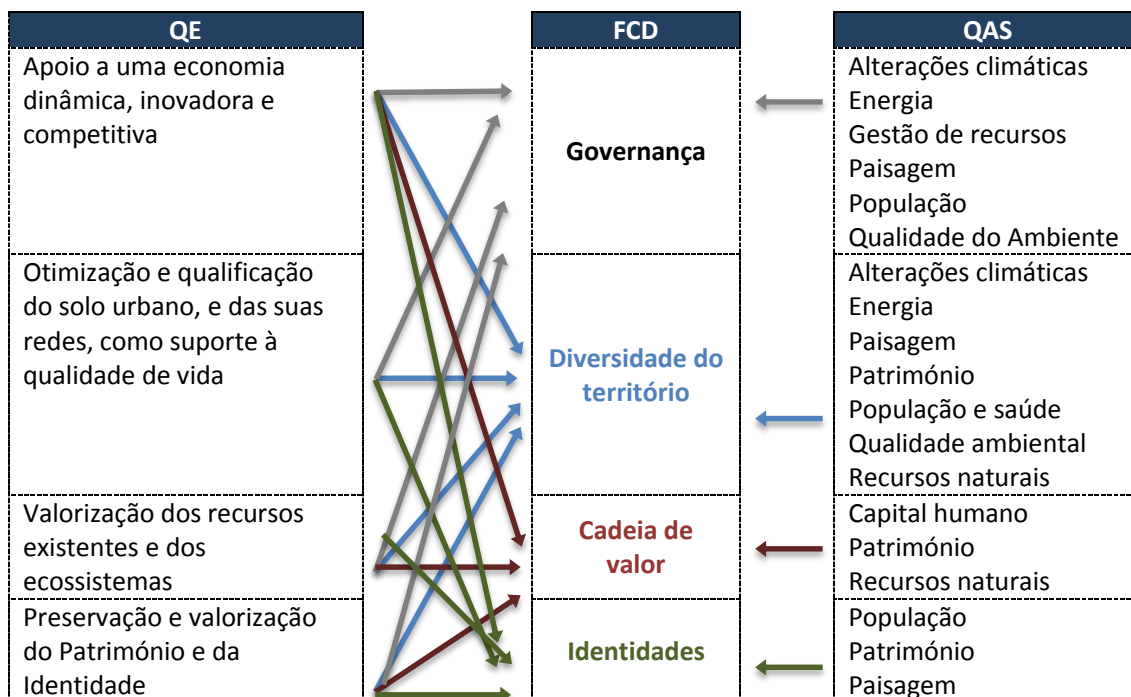 QE
FCD
QAS
Apoio a uma economia
dinâmica, inovadora e
competitiva
Governança
Alterações climáticas
Energia
Gestão de recursos
Paisagem
População
Qualidade do Ambiente
Otimização e qualificação
do solo urbano, e das suas
redes, como suporte à
qualidade de vida
Diversidade do
território
Alterações climáticas
Energia
Paisagem
Património
População e saúde
Qualidade ambiental
Recursos naturais
Valorização dos recursos
existentes e dos
ecossistemas
Cadeia de
valor
Capital humano
Património
Recursos naturais
Preservação e valorização
do Património e da
Identidade
Identidades
População
Património
Paisagem